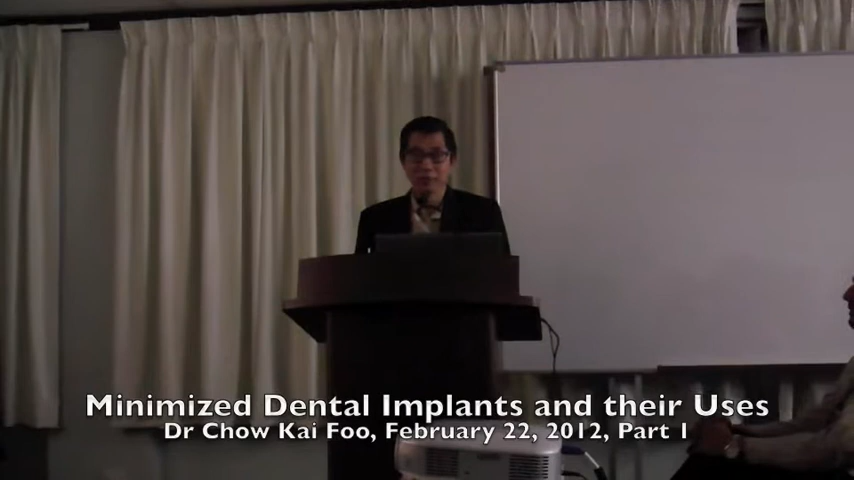 Minimized Dental Implants and their Uses
Dr Chow Kai Foo, February 22, 2012, Part 1